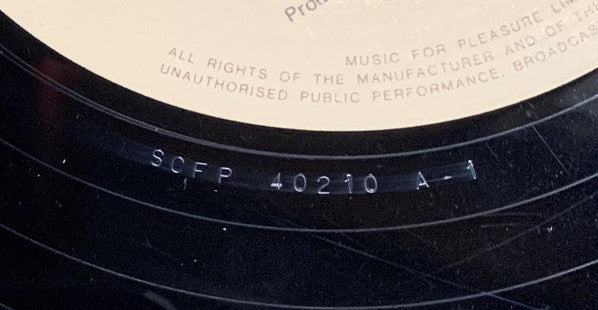 Prod
MUSIC FOR PLEASURE LIM
ALL RIGHTS OF THE MANUFACTURER AND OF THE
UNAUTHORISED PUBLIC PERFORMANCE, BROADCAS
SCFP 40210 A-1